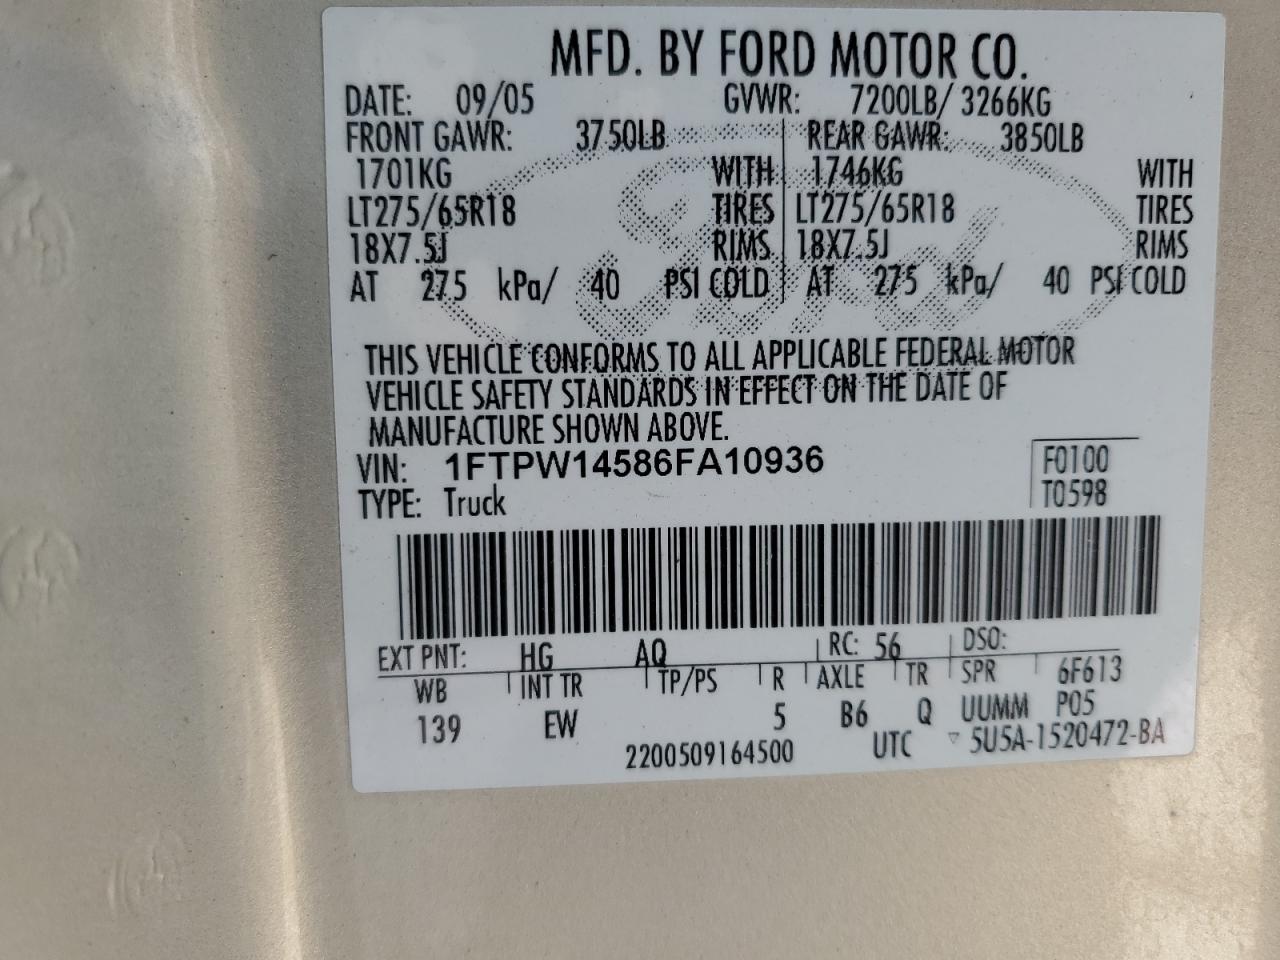 MFD. BY FORD MOTOR CO.
DATE: 09/05 GVWR: 7200LB/ 3266KG
FRONT GAWR: 3750LB REAR GAWR: 3850LB
1701KG WITH 1746KG WITH
LT275/65R18 TIRES LT275/65R18 TIRES
18X7.5J RIMS 18X7.5J RIMS
AT 275 kPa/ 40 PSI COLD AT 275 kPa/ 40 PSI COLD
THIS VEHICLE CONFORMS TO ALL APPLICABLE FEDERAL MOTOR
VEHICLE SAFETY STANDARDS IN EFFECT ON THE DATE OF
MANUFACTURE SHOWN ABOVE.
VIN: 1FTPW14586FA10936 F0100
TYPE: Truck T0598
EXT PNT: HG AQ RC: 56 DSO:
WB INT TR TP/PS R AXLE TR SPR 6F613
139 EW 5 B6 Q UUMM P05
2200509164500 UTC ▽ 5U5A-1520472-BA
Ford